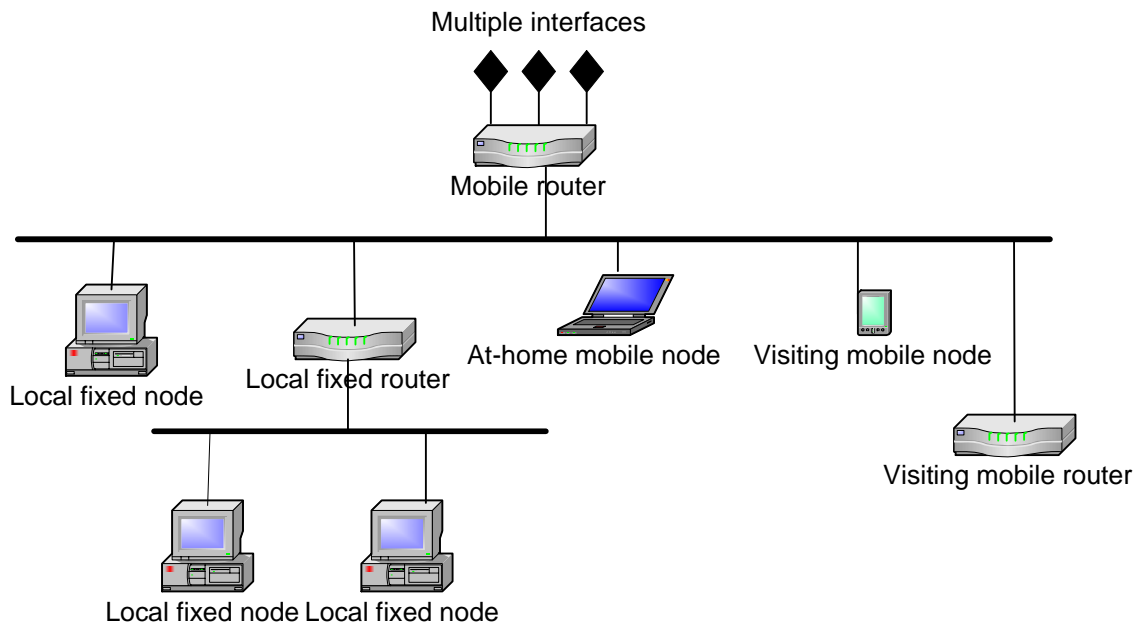 Multiple interfaces
Mobile router
At-home mobile node
Visiting mobile node
Local fixed router
Local fixed node
Visiting mobile router
Local fixed node
Local fixed node